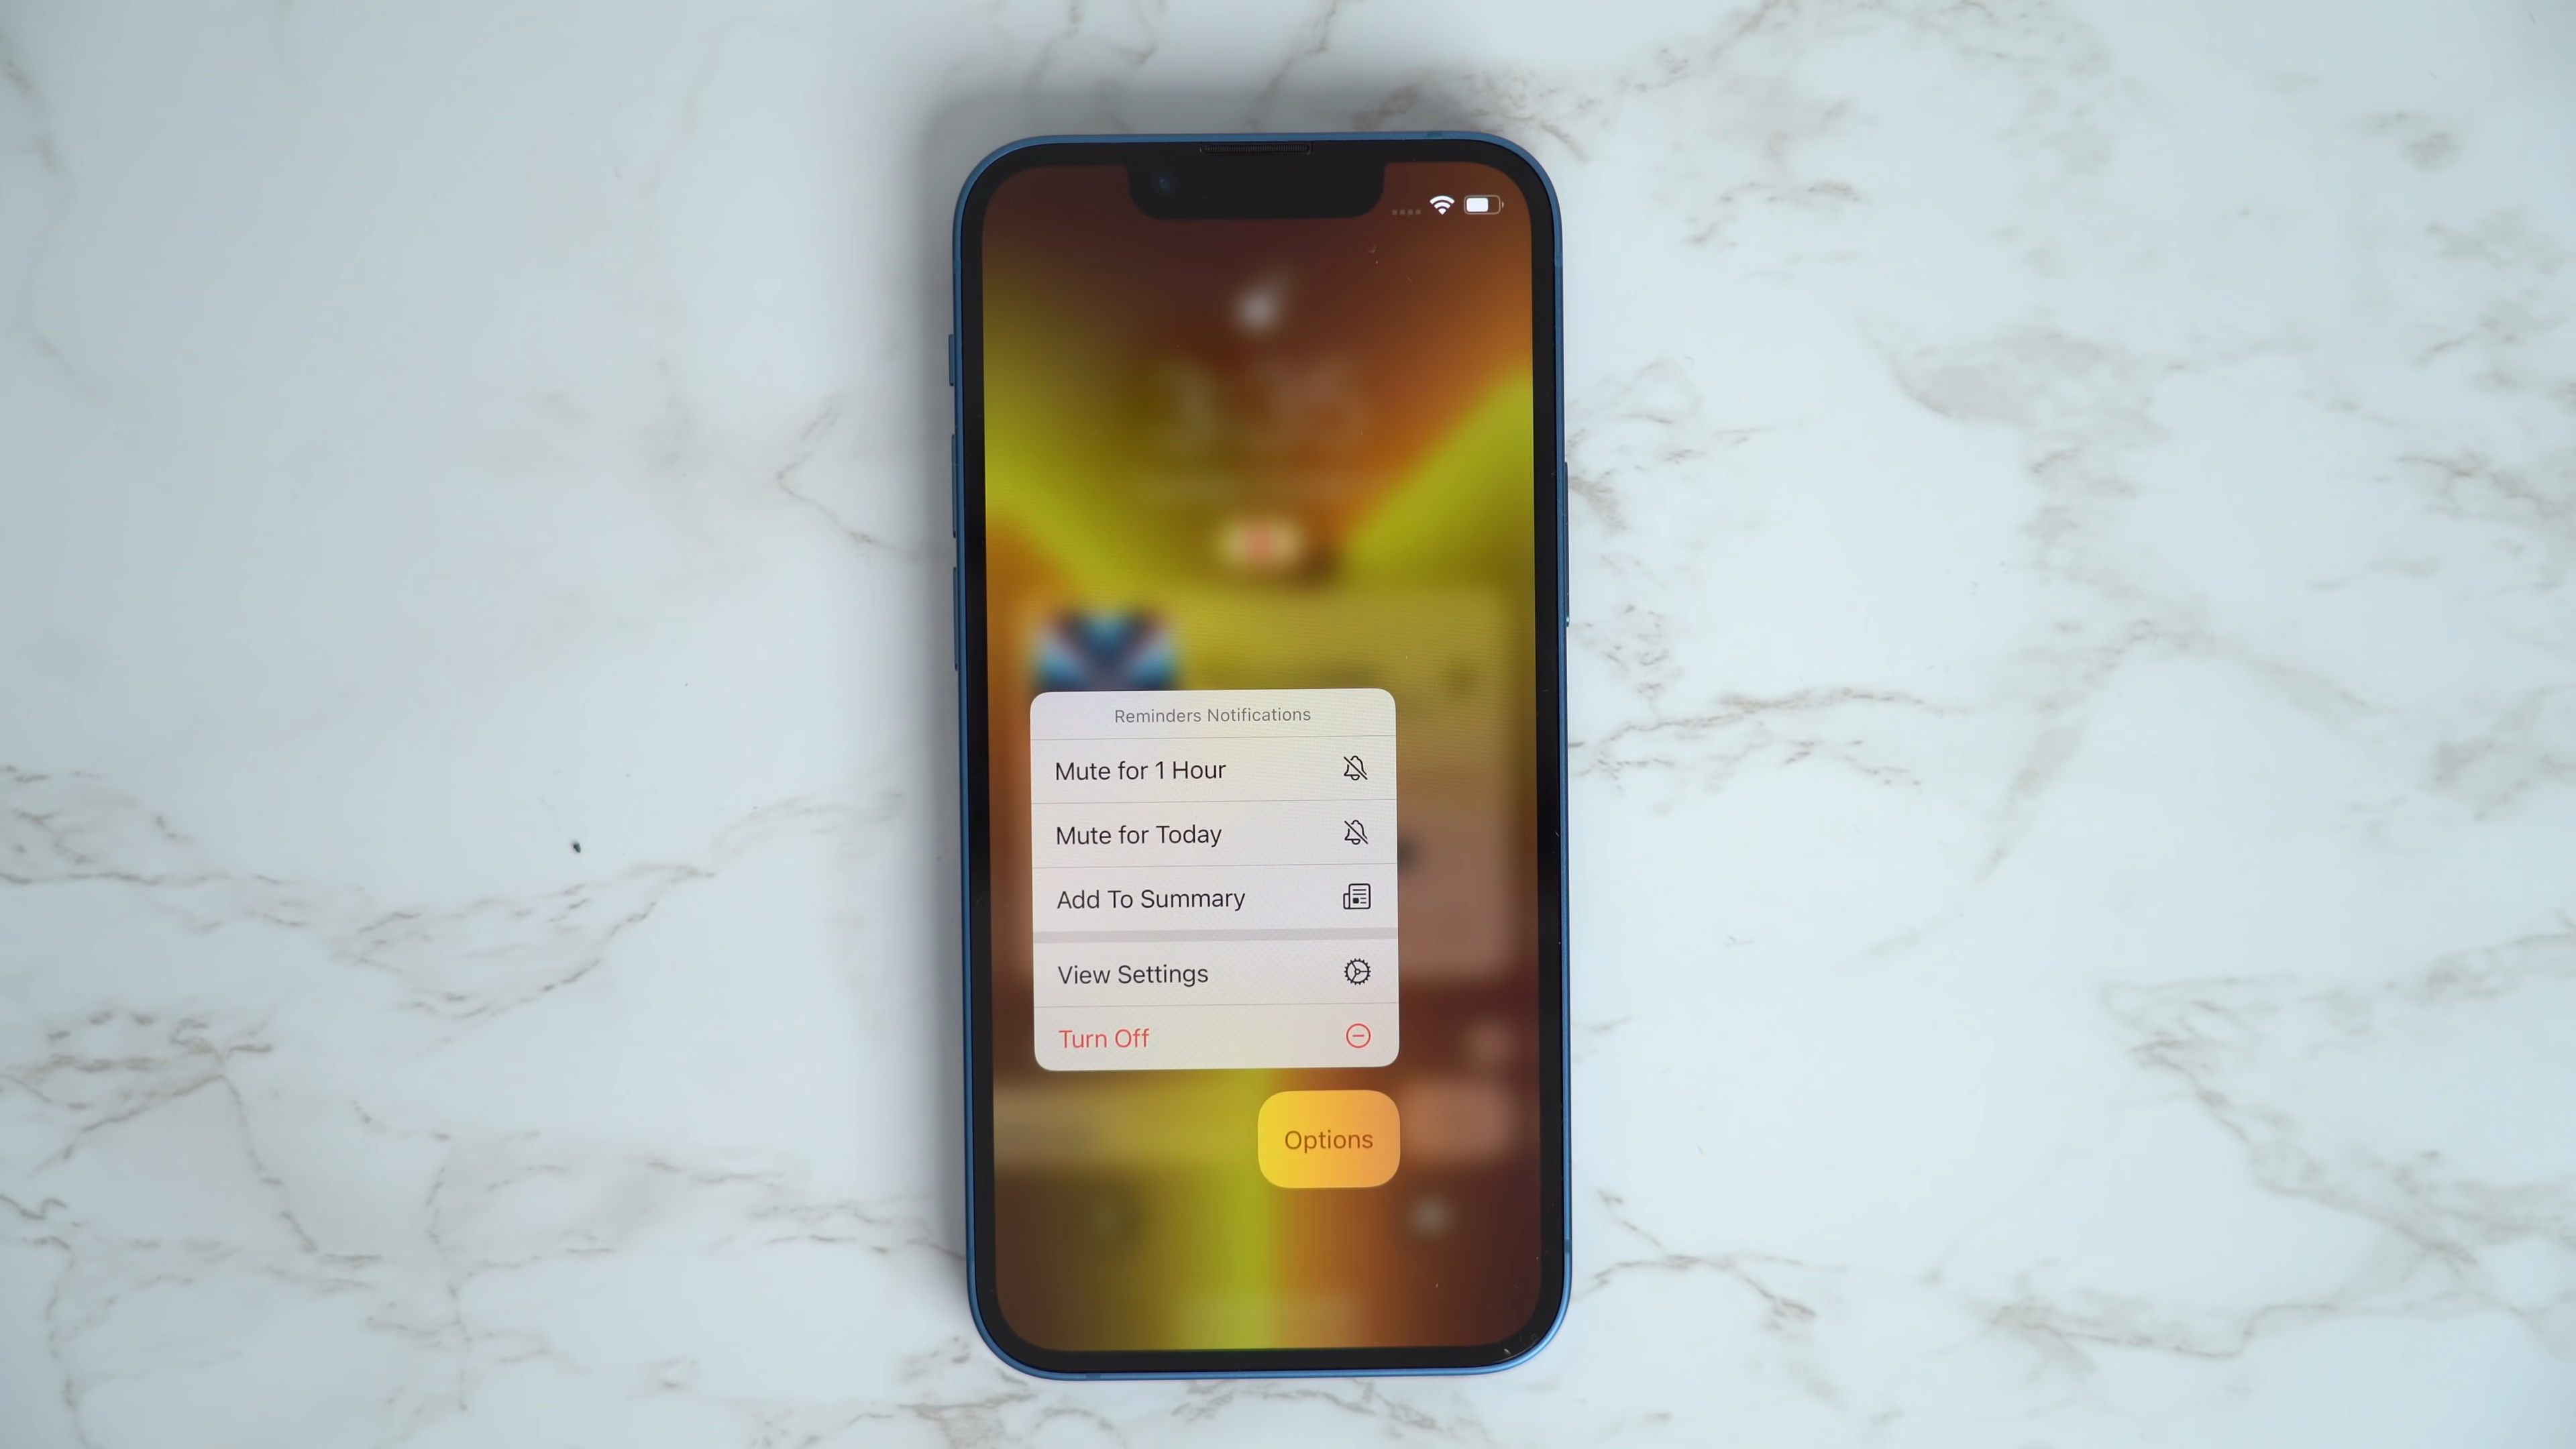 Reminders Notifications
Mute for 1 Hour
Mute for Today
Add To Summary
View Settings
Turn Off
Options